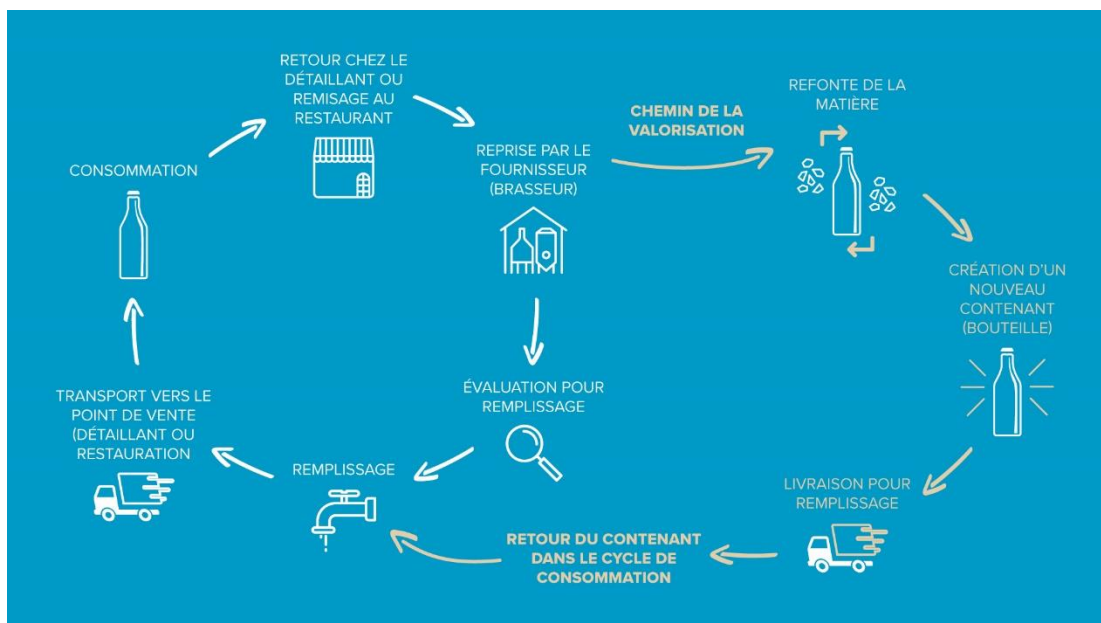 RETOUR CHEZ LE
DÉTAILLANT OU
REMISAGE AU
RESTAURANT
CHEMIN DE LA
VALORISATION
REFONTE DE LA
MATIÈRE
CONSOMMATION
REPRISE PAR LE
FOURNISSEUR
(BRASSEUR)
CRÉATION D'UN
NOUVEAU
CONTENANT
(BOUTEILLE)
TRANSPORT VERS LE
POINT DE VENTE
(DÉTAILLANT OU
RESTAURATION
ÉVALUATION POUR
REMPLISSAGE
REMPLISSAGE
LIVRAISON POUR
REMPLISSAGE
RETOUR DU CONTENANT
DANS LE CYCLE DE
CONSOMMATION